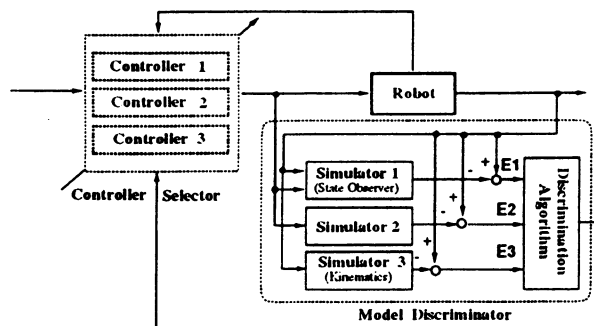 Controller 1
Controller 2
Controller 3
Controller Selector
Robot
Simulator 1
(State Observer)
Simulator 2
Simulator 3
(Kinematics)
+
-
E1
+
-
E2
+
-
E3
Discrimination
Algorithm
Model Discriminator